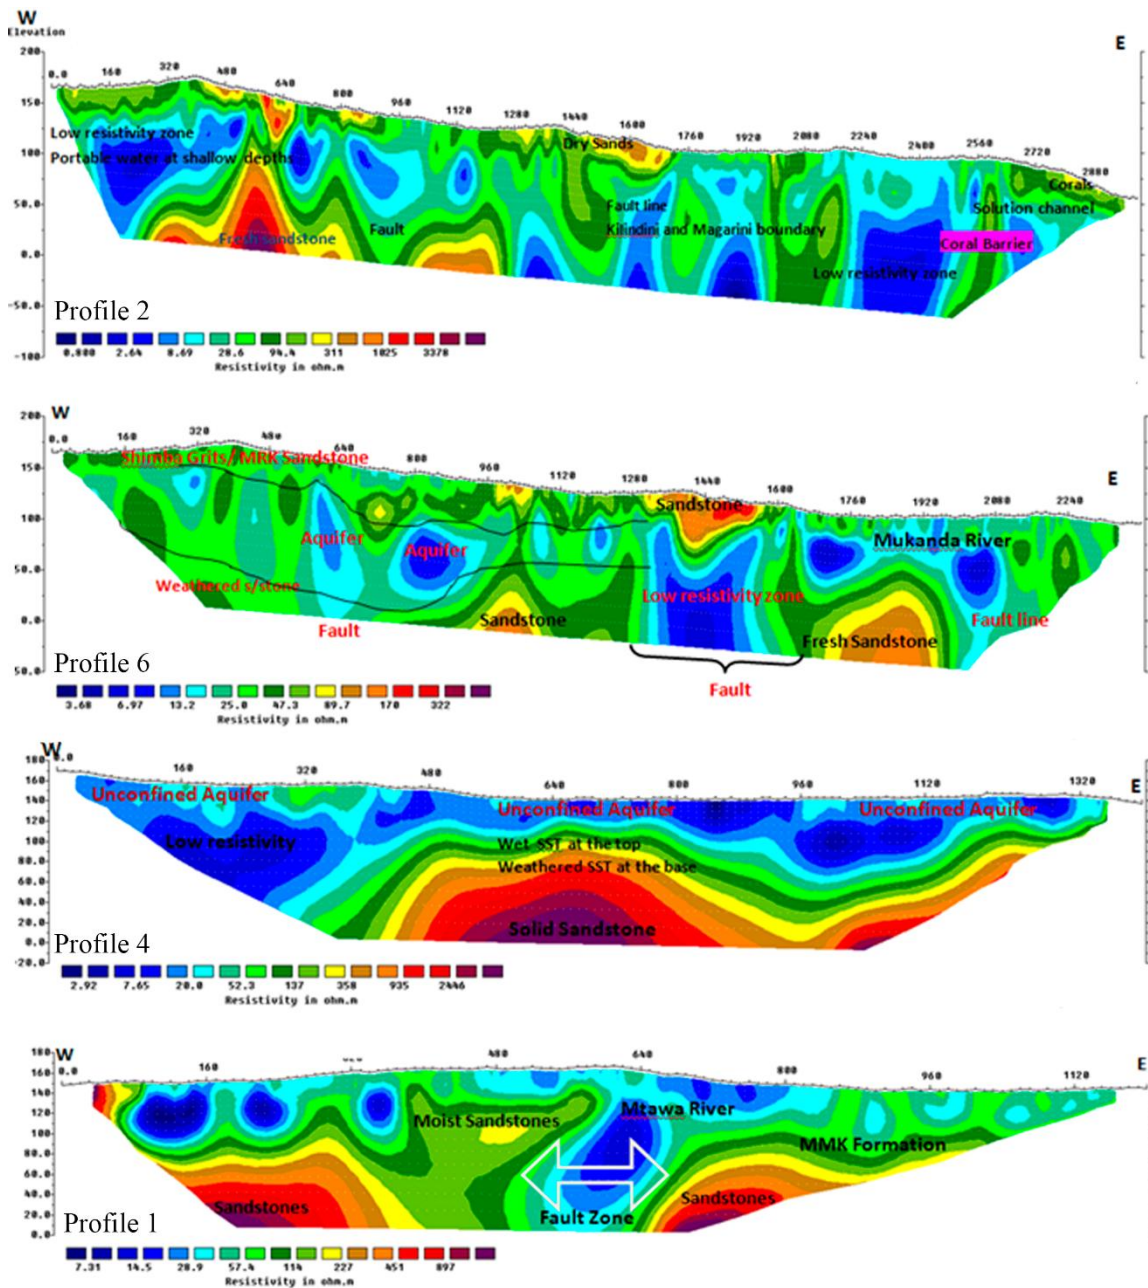 W
Elevation
E
200
0.0 160 320 480 640 800 960 1120 1280 1440 1600 1760 1920 2080 2240 2400 2560 2720 2880
150
Low resistivity zone
Dry Sands
100
Portable water at shallow depths
Corals
50.0
Fault line
Solution channel
Fault
Kilindini and Magarini boundary
Fresh sandstone
Coral Barrier
0.0
Low resistivity zone
-50.0
Profile 2
-100
0.800 2.64 8.69 28.6 94.4 311 1025 3378
Resistivity in ohm.m
W
E
200
0.0 160 320 480 640 800 960 1120 1280 1440 1600 1760 1920 2080 2240
Shimba Grits/MRK Sandstone
150
Sandstone
100
Aquifer
Aquifer
Mukanda River
50.0
Weathered s/stone
Low resistivity zone
0.0
Fault
Sandstone
Fresh Sandstone
Fault line
50.0
Profile 6
Fault
3.68 6.97 13.2 25.0 47.3 89.7 170 322
Resistivity in ohm.m
W
E
180
0.0 160 320 480 640 800 960 1120 1320
160
Unconfined Aquifer
140
Unconfined Aquifer
Unconfined Aquifer
120
100
Low resistivity
Wet SST at the top
80.0
Weathered SST at the base
60.0
40.0
20.0
Solid Sandstone
0.0
Profile 4
-20.0
2.92 7.65 20.0 52.3 137 358 935 2446
Resistivity in ohm.m
W
E
180
0.0 160 480 640 800 960 1120
160
140
120
Moist Sandstones
Mtawa River
100
MMK Formation
80.0
60.0
40.0
Sandstones
Sandstones
20.0
Fault Zone
0.0
Profile 1
7.31 14.5 28.9 57.4 114 227 451 897
Resistivity in ohm.m